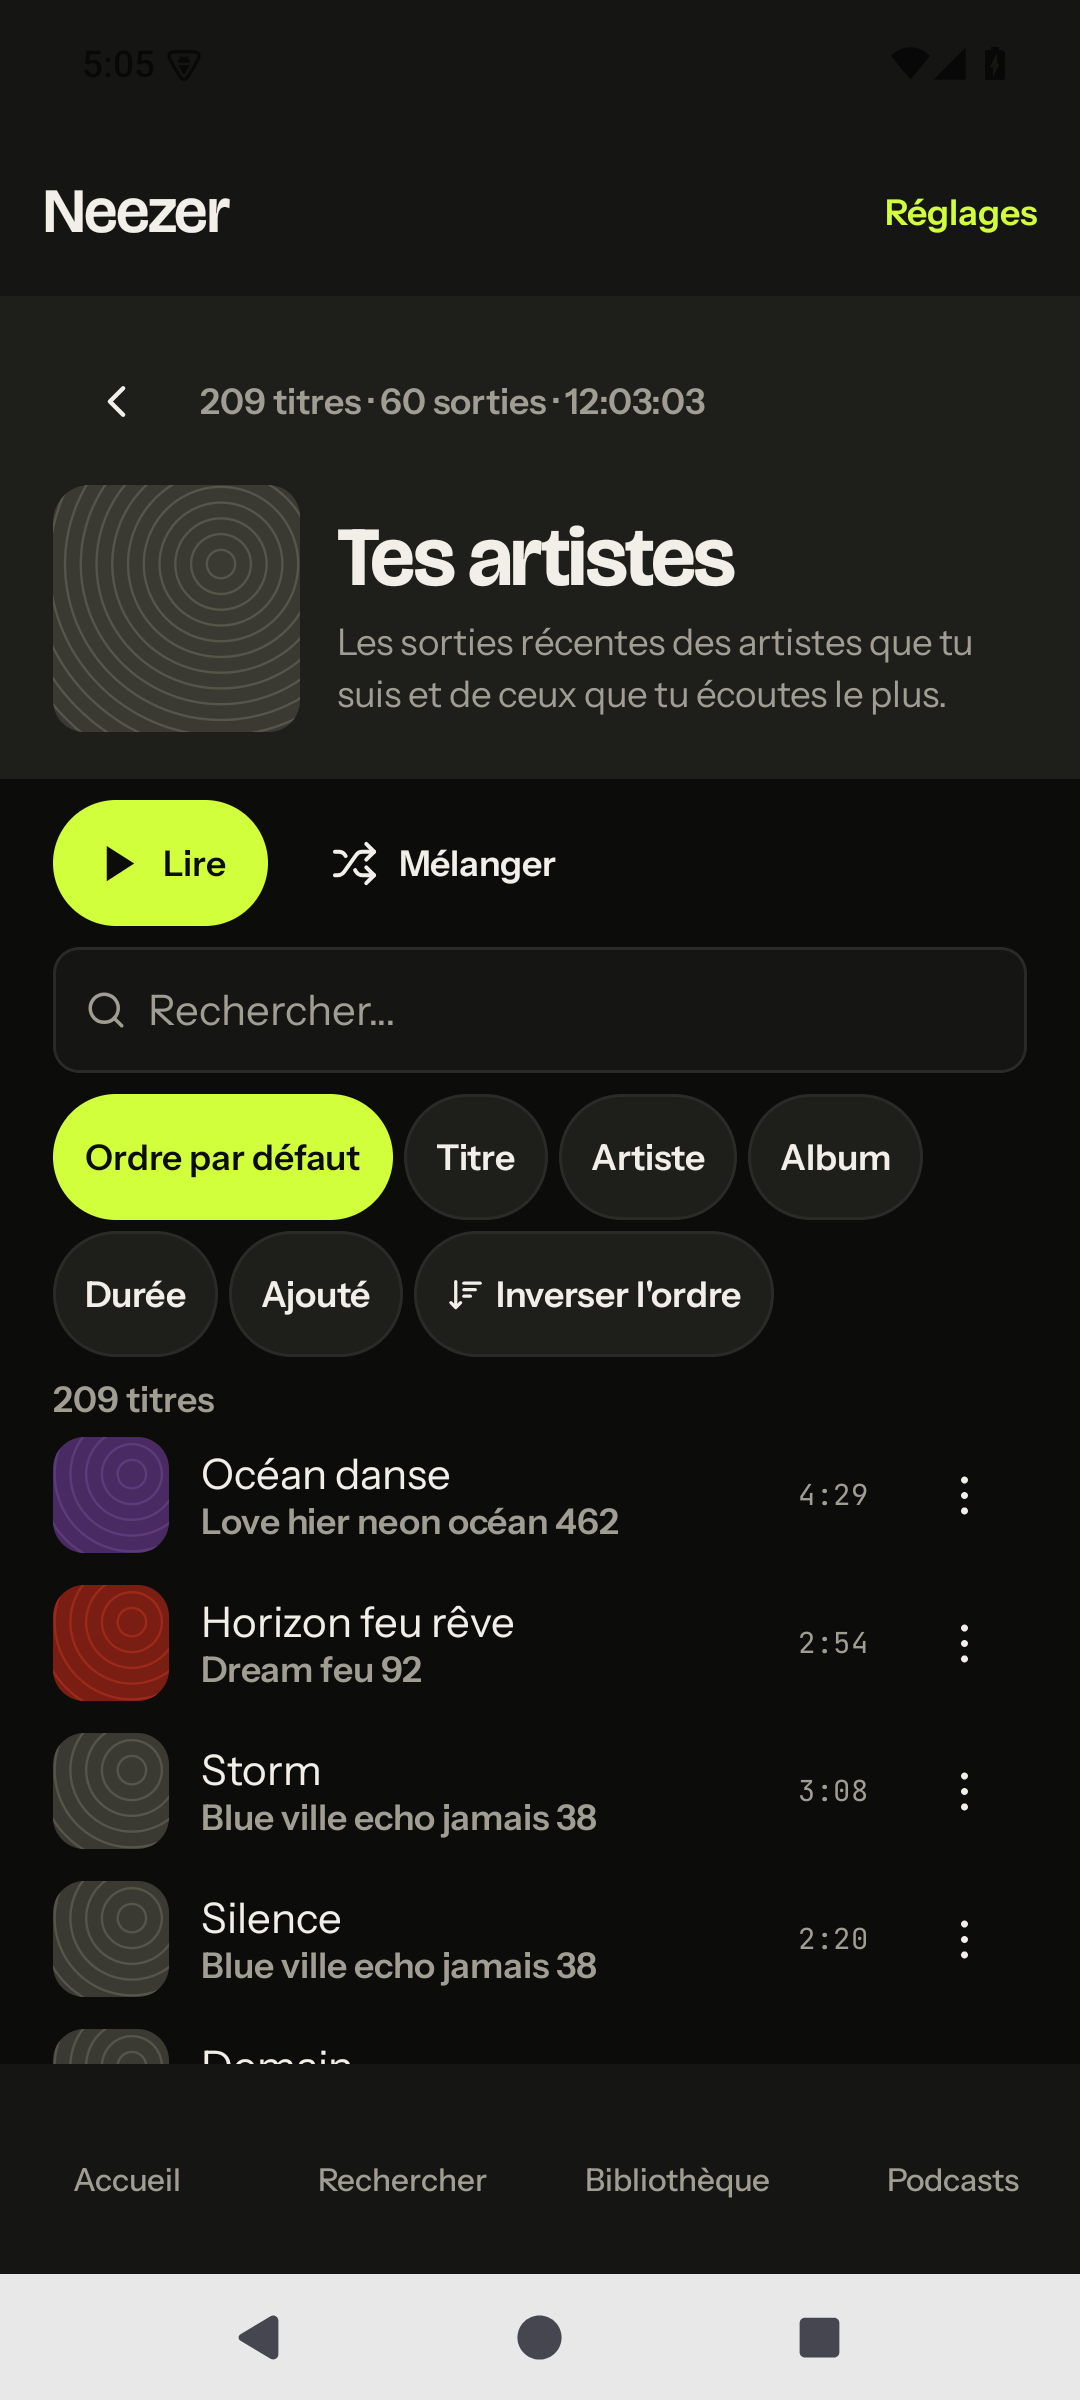 5:05
Neezer
Réglages
209 titres · 60 sorties · 12:03:03
Tes artistes
Les sorties récentes des artistes que tu
suis et de ceux que tu écoutes le plus.
Lire
Mélanger
Rechercher...
Ordre par défaut
Titre
Artiste
Album
Durée
Ajouté
Inverser l'ordre
209 titres
Océan danse
Love hier neon océan 462
4:29
Horizon feu rêve
Dream feu 92
2:54
Storm
Blue ville echo jamais 38
3:08
Silence
Blue ville echo jamais 38
2:20
Demain
Accueil
Rechercher
Bibliothèque
Podcasts